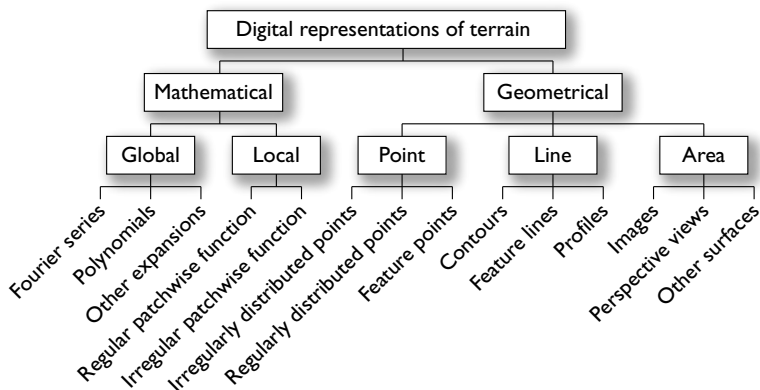 Digital representations of terrain
Mathematical
Geometrical
Global
Local
Point
Line
Area
Fourier series
Polynomials
Other expansions
Regular patchwise function
Irregular patchwise function
Irregularly distributed points
Regularly distributed points
Feature points
Contours
Feature lines
Profiles
Images
Perspective views
Other surfaces